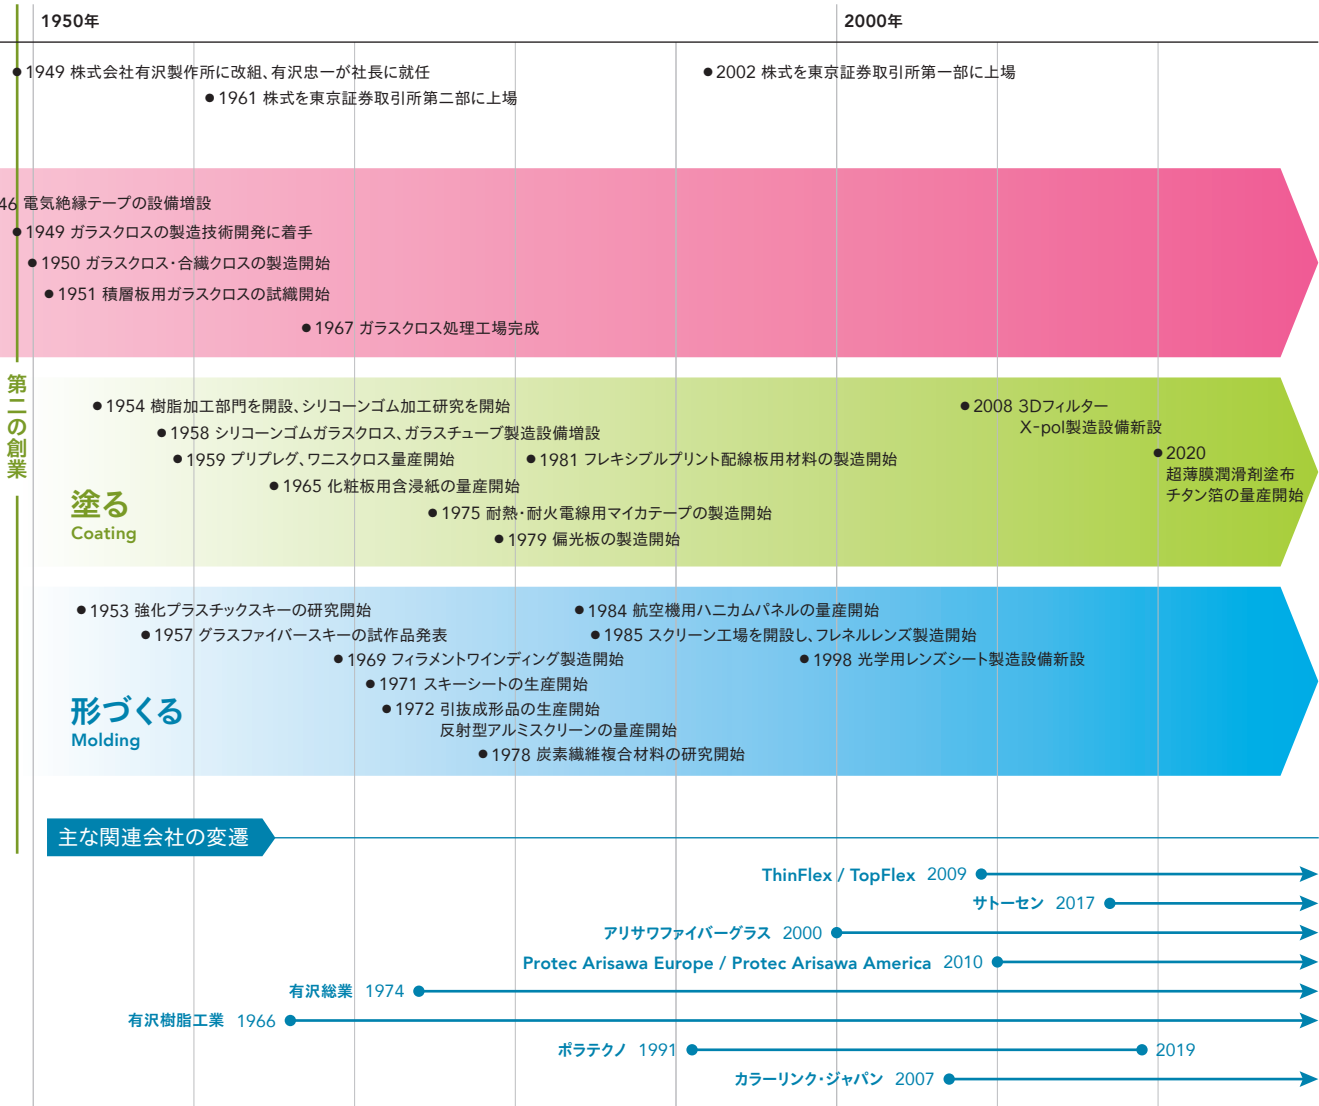 1950年
2000年
1949 株式会社有沢製作所に改組、有沢忠一が社長に就任
2002 株式を東京証券取引所第一部に上場
1961 株式を東京証券取引所第二部に上場
46 電気絶縁テープの設備増設
1949 ガラスクロスの製造技術開発に着手
1950 ガラスクロス・合繊クロスの製造開始
1951 積層板用ガラスクロスの試織開始
1967 ガラスクロス処理工場完成
第二の創業
1954 樹脂加工部門を開設、シリコーンゴム加工研究を開始
1958 シリコーンゴムガラスクロス、ガラスチューブ製造設備増設
1959 プリプレグ、ワニスクロス量産開始
1965 化粧板用含浸紙の量産開始
1975 耐熱・耐火電線用マイカテープの製造開始
1979 偏光板の製造開始
1981 フレキシブルプリント配線板用材料の製造開始
2008 3Dフィルター
X-pol製造設備新設
2020
超薄膜潤滑剤塗布
チタン箔の量産開始
塗る
Coating
1953 強化プラスチックスキーの研究開始
1957 グラスファイバースキーの試作品発表
1969 フィラメントワインディング製造開始
1971 スキーシートの生産開始
1972 引抜成形品の生産開始
反射型アルミスクリーンの量産開始
1978 炭素繊維複合材料の研究開始
1984 航空機用ハニカムパネルの量産開始
1985 スクリーン工場を開設し、フレネルレンズ製造開始
1998 光学用レンズシート製造設備新設
形づくる
Molding
主な関連会社の変遷
ThinFlex / TopFlex 2009
サトーセン 2017
アリサワファイバーグラス 2000
Protec Arisawa Europe / Protec Arisawa America 2010
有沢総業 1974
有沢樹脂工業 1966
ポラテクノ 1991 2019
カラーリンク・ジャパン 2007